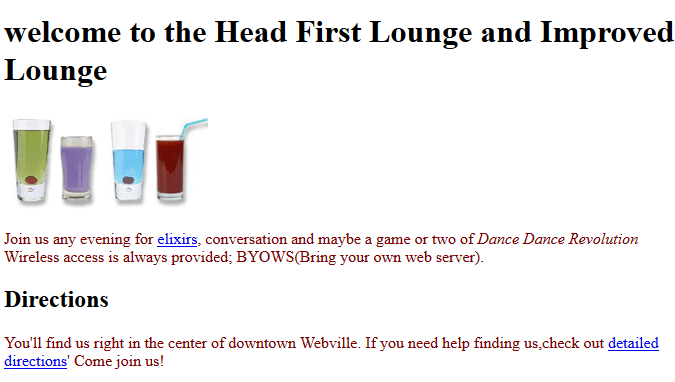 welcome to the Head First Lounge and Improved
Lounge
Join us any evening for elixirs, conversation and maybe a game or two of Dance Dance Revolution
Wireless access is always provided; BYOWS(Bring your own web server).
Directions
You'll find us right in the center of downtown Webville. If you need help finding us,check out detailed
directions' Come join us!